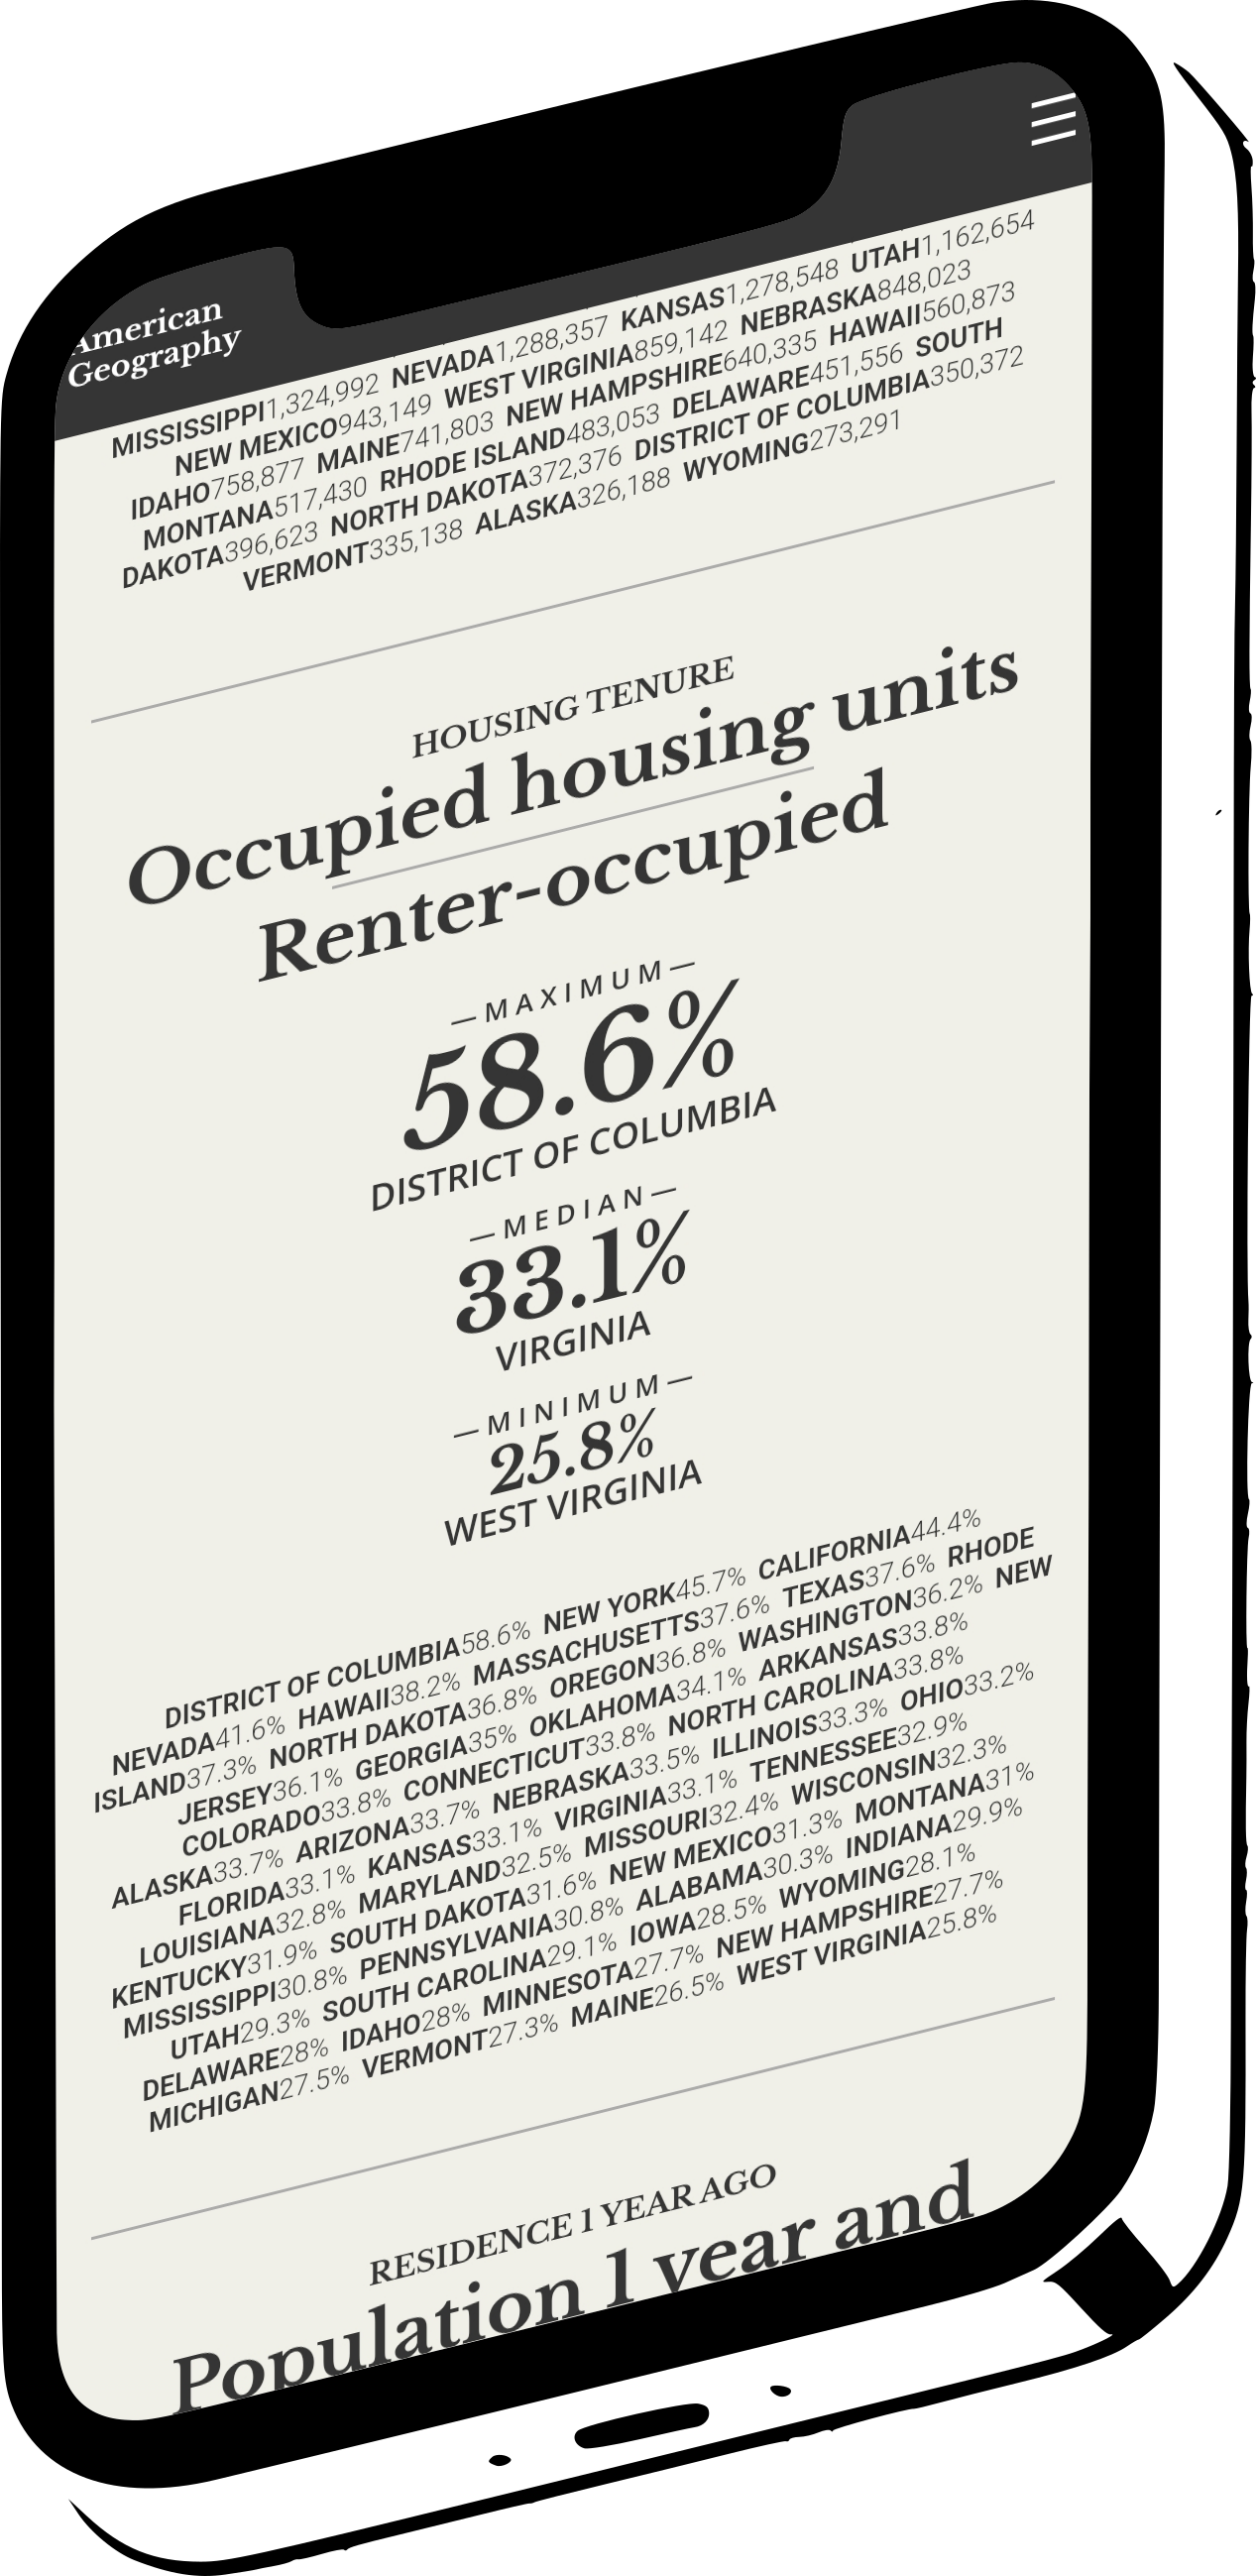 American
Geography
MISSISSIPPI1,324,992 NEVADA1,288,357 KANSAS1,278,548 UTAH1,162,654
NEW MEXICO943,149 WEST VIRGINIA859,142 NEBRASKA848,023
IDAHO758,877 MAINE741,803 NEW HAMPSHIRE640,335 HAWAII560,873
MONTANA517,430 RHODE ISLAND483,053 DELAWARE451,556 SOUTH
DAKOTA396,623 NORTH DAKOTA372,376 DISTRICT OF COLUMBIA350,372
VERMONT335,138 ALASKA326,188 WYOMING273,291
HOUSING TENURE
Occupied housing units
Renter-occupied
—MAXIMUM—
58.6%
DISTRICT OF COLUMBIA
—MEDIAN—
33.1%
VIRGINIA
—MINIMUM—
25.8%
WEST VIRGINIA
DISTRICT OF COLUMBIA58.6% NEW YORK45.7% CALIFORNIA44.4%
NEVADA41.6% HAWAII38.2% MASSACHUSETTS37.6% TEXAS37.6% RHODE
ISLAND37.3% NORTH DAKOTA36.8% OREGON36.8% WASHINGTON36.2% NEW
JERSEY36.1% GEORGIA35% OKLAHOMA34.1% ARKANSAS33.8%
COLORADO33.8% CONNECTICUT33.8% NORTH CAROLINA33.8%
ALASKA33.7% ARIZONA33.7% NEBRASKA33.5% ILLINOIS33.3% OHIO33.2%
FLORIDA33.1% KANSAS33.1% VIRGINIA33.1% TENNESSEE32.9%
LOUISIANA32.8% MARYLAND32.5% MISSOURI32.4% WISCONSIN32.3%
KENTUCKY31.9% SOUTH DAKOTA31.6% NEW MEXICO31.3% MONTANA31%
MISSISSIPPI30.8% PENNSYLVANIA30.8% ALABAMA30.3% INDIANA29.9%
UTAH29.3% SOUTH CAROLINA29.1% IOWA28.5% WYOMING28.1%
DELAWARE28% IDAHO28% MINNESOTA27.7% NEW HAMPSHIRE27.7%
MICHIGAN27.5% VERMONT27.3% MAINE26.5% WEST VIRGINIA25.8%
RESIDENCE 1 YEAR AGO
Population 1 year and